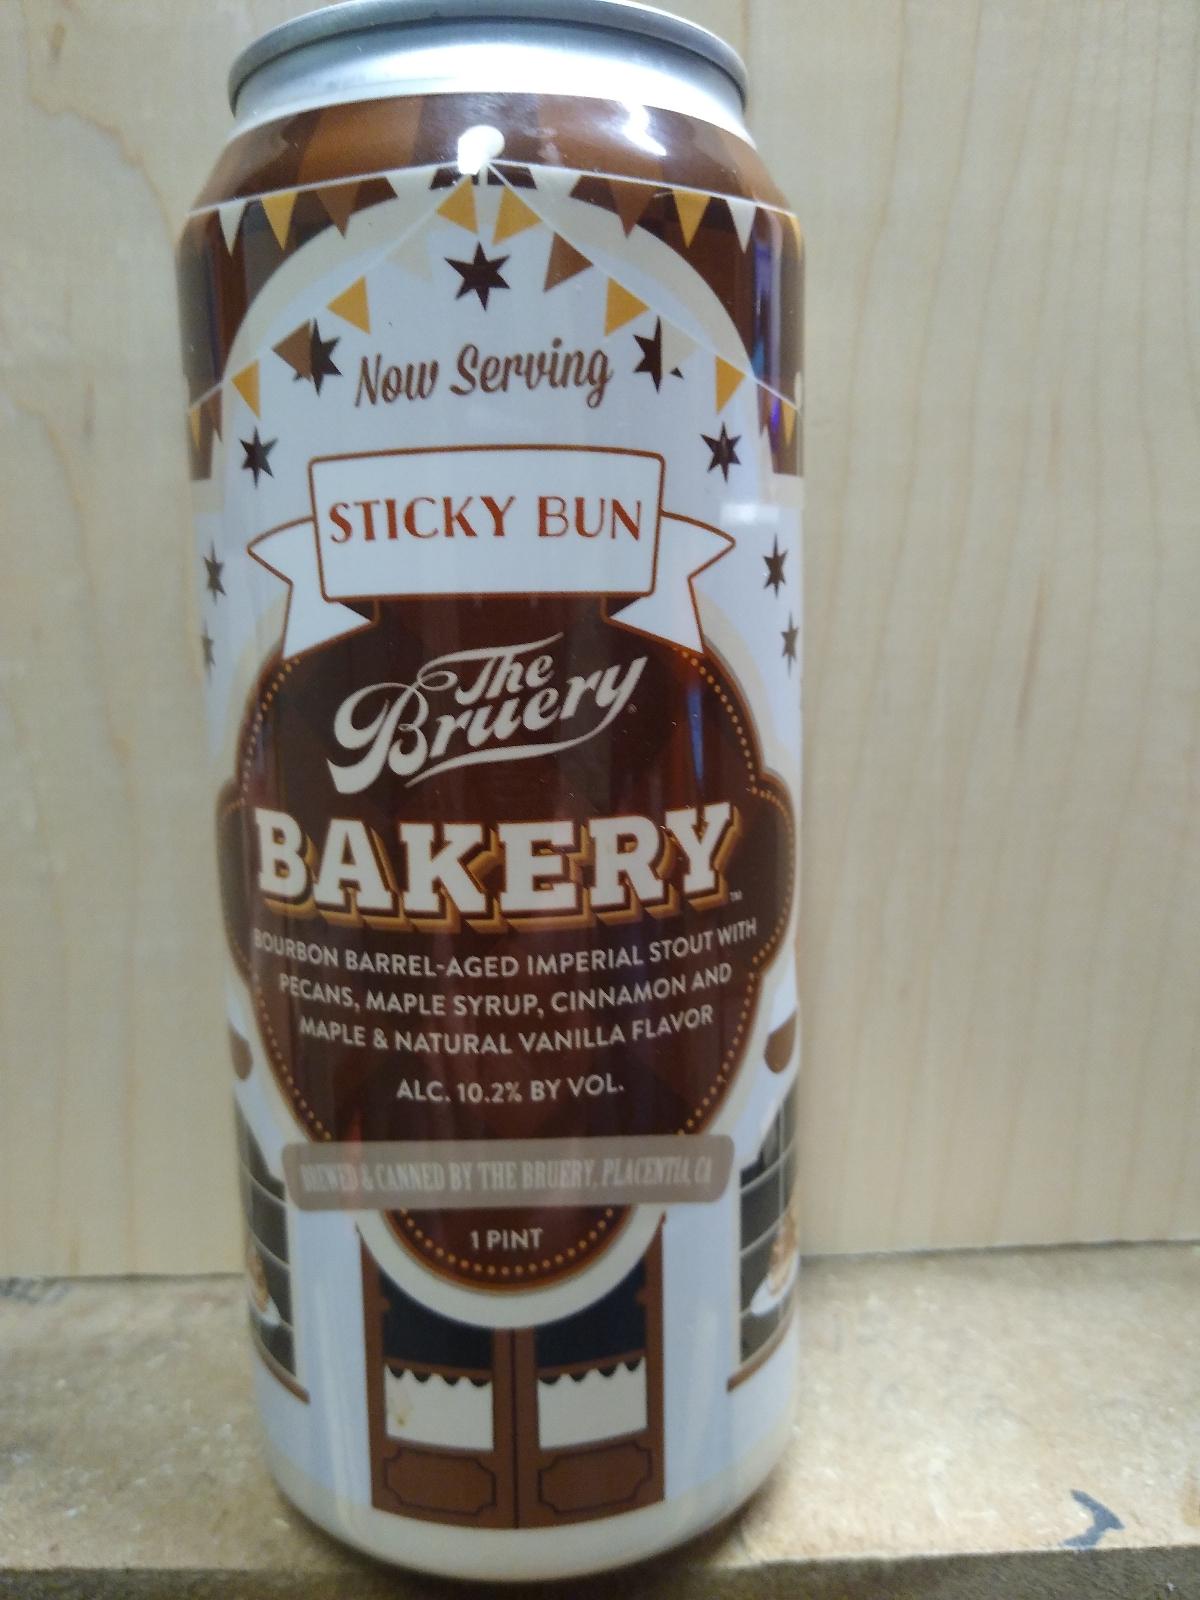 Now Serving
STICKY BUN
The
Bruery®
BAKERY™
BOURBON BARREL-AGED IMPERIAL STOUT WITH
PECANS, MAPLE SYRUP, CINNAMON AND
MAPLE & NATURAL VANILLA FLAVOR
ALC. 10.2% BY VOL.
BREWED & CANNED BY THE BRUERY, PLACENTIA, CA
1 PINT